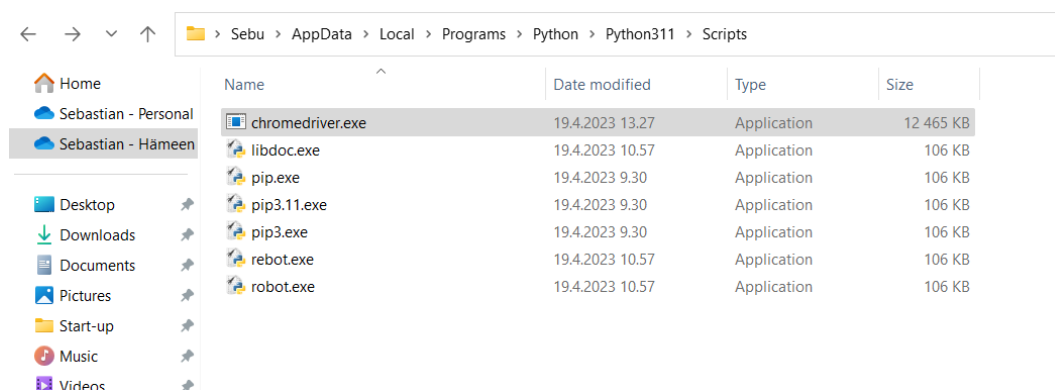 Sebu > AppData > Local > Programs > Python > Python311 > Scripts
Home
Sebastian - Personal
Sebastian - Hämeen
Desktop
Downloads
Documents
Pictures
Start-up
Music
Videos
Name Date modified Type Size
chromedriver.exe 19.4.2023 13.27 Application 12 465 KB
libdoc.exe 19.4.2023 10.57 Application 106 KB
pip.exe 19.4.2023 9.30 Application 106 KB
pip3.11.exe 19.4.2023 9.30 Application 106 KB
pip3.exe 19.4.2023 9.30 Application 106 KB
rebot.exe 19.4.2023 10.57 Application 106 KB
robot.exe 19.4.2023 10.57 Application 106 KB